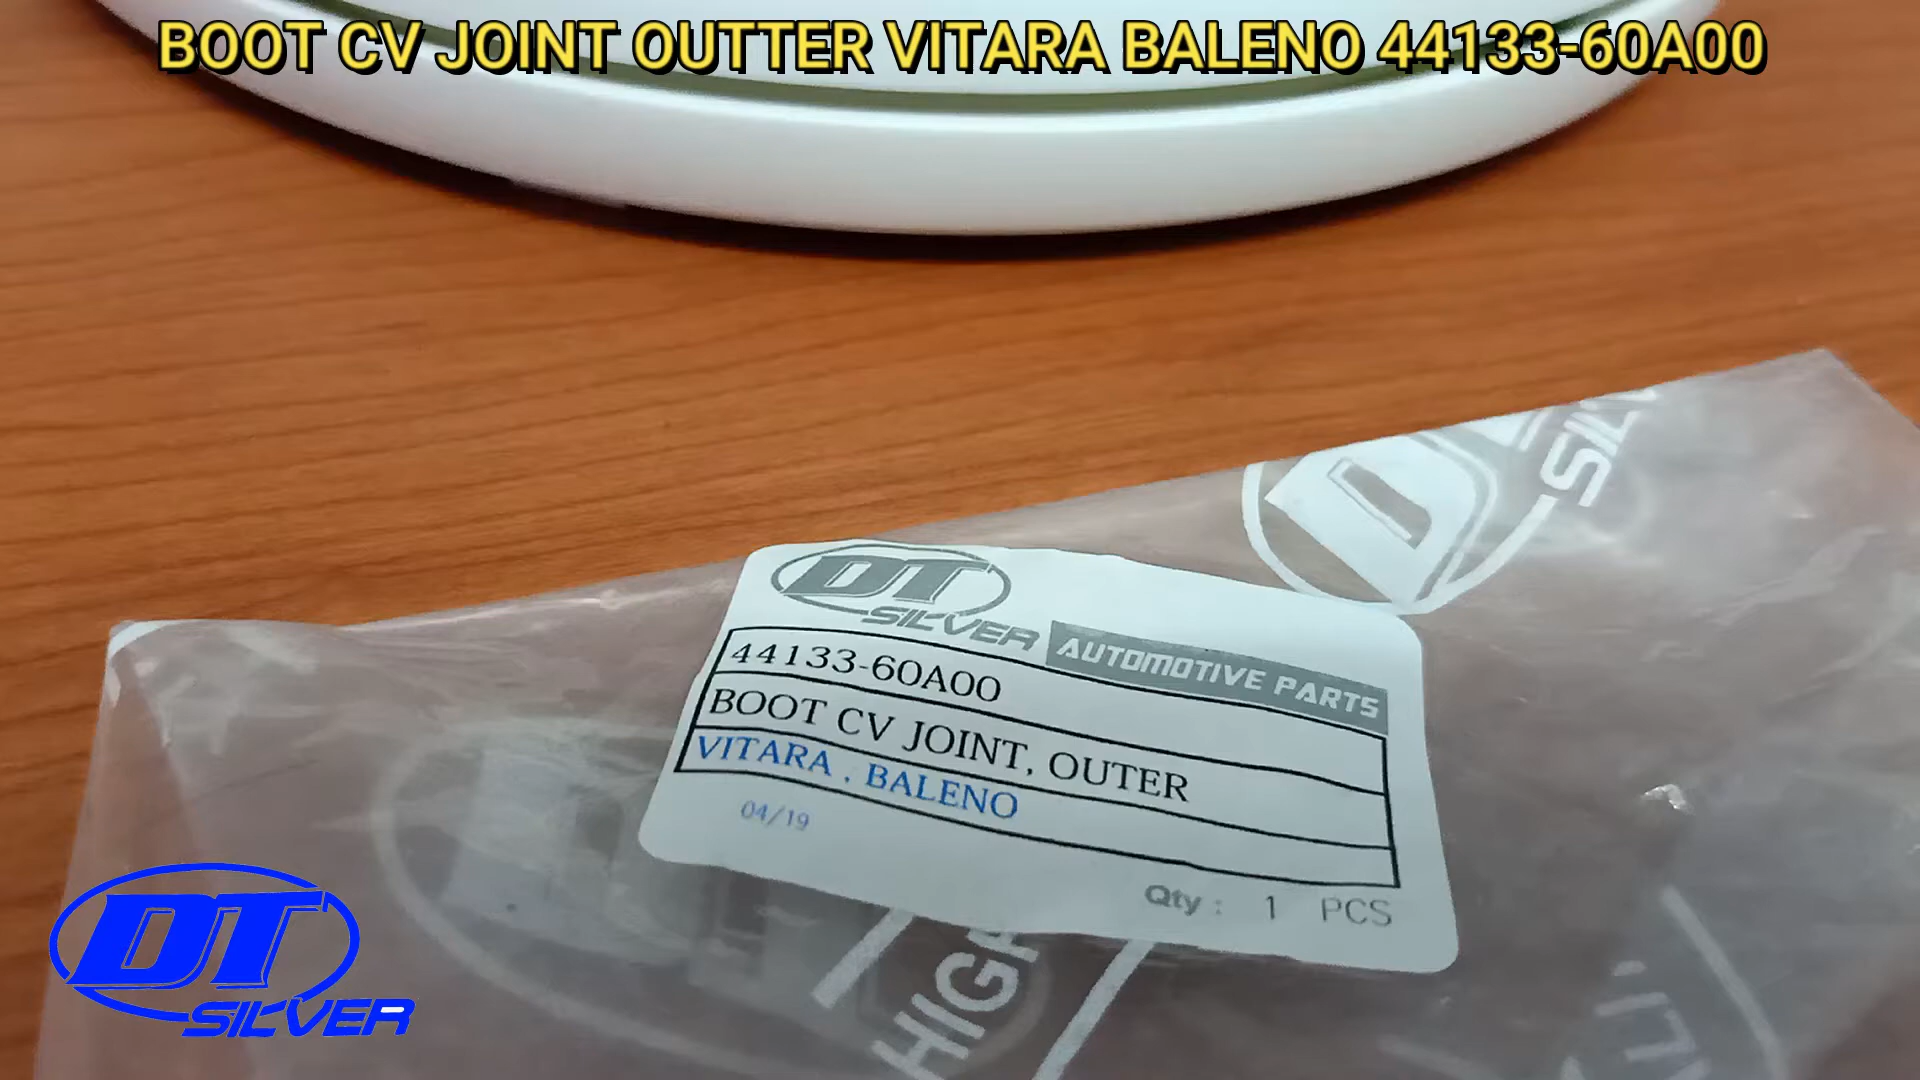 BOOT CV JOINT OUTTER VITARA BALENO 44133-60A00
DT
SILVER
AUTOMOTIVE PARTS
44133-60A00
BOOT CV JOINT, OUTER
VITARA , BALENO
04/19
Qty : 1 PCS
HIGH
DT
SILVER